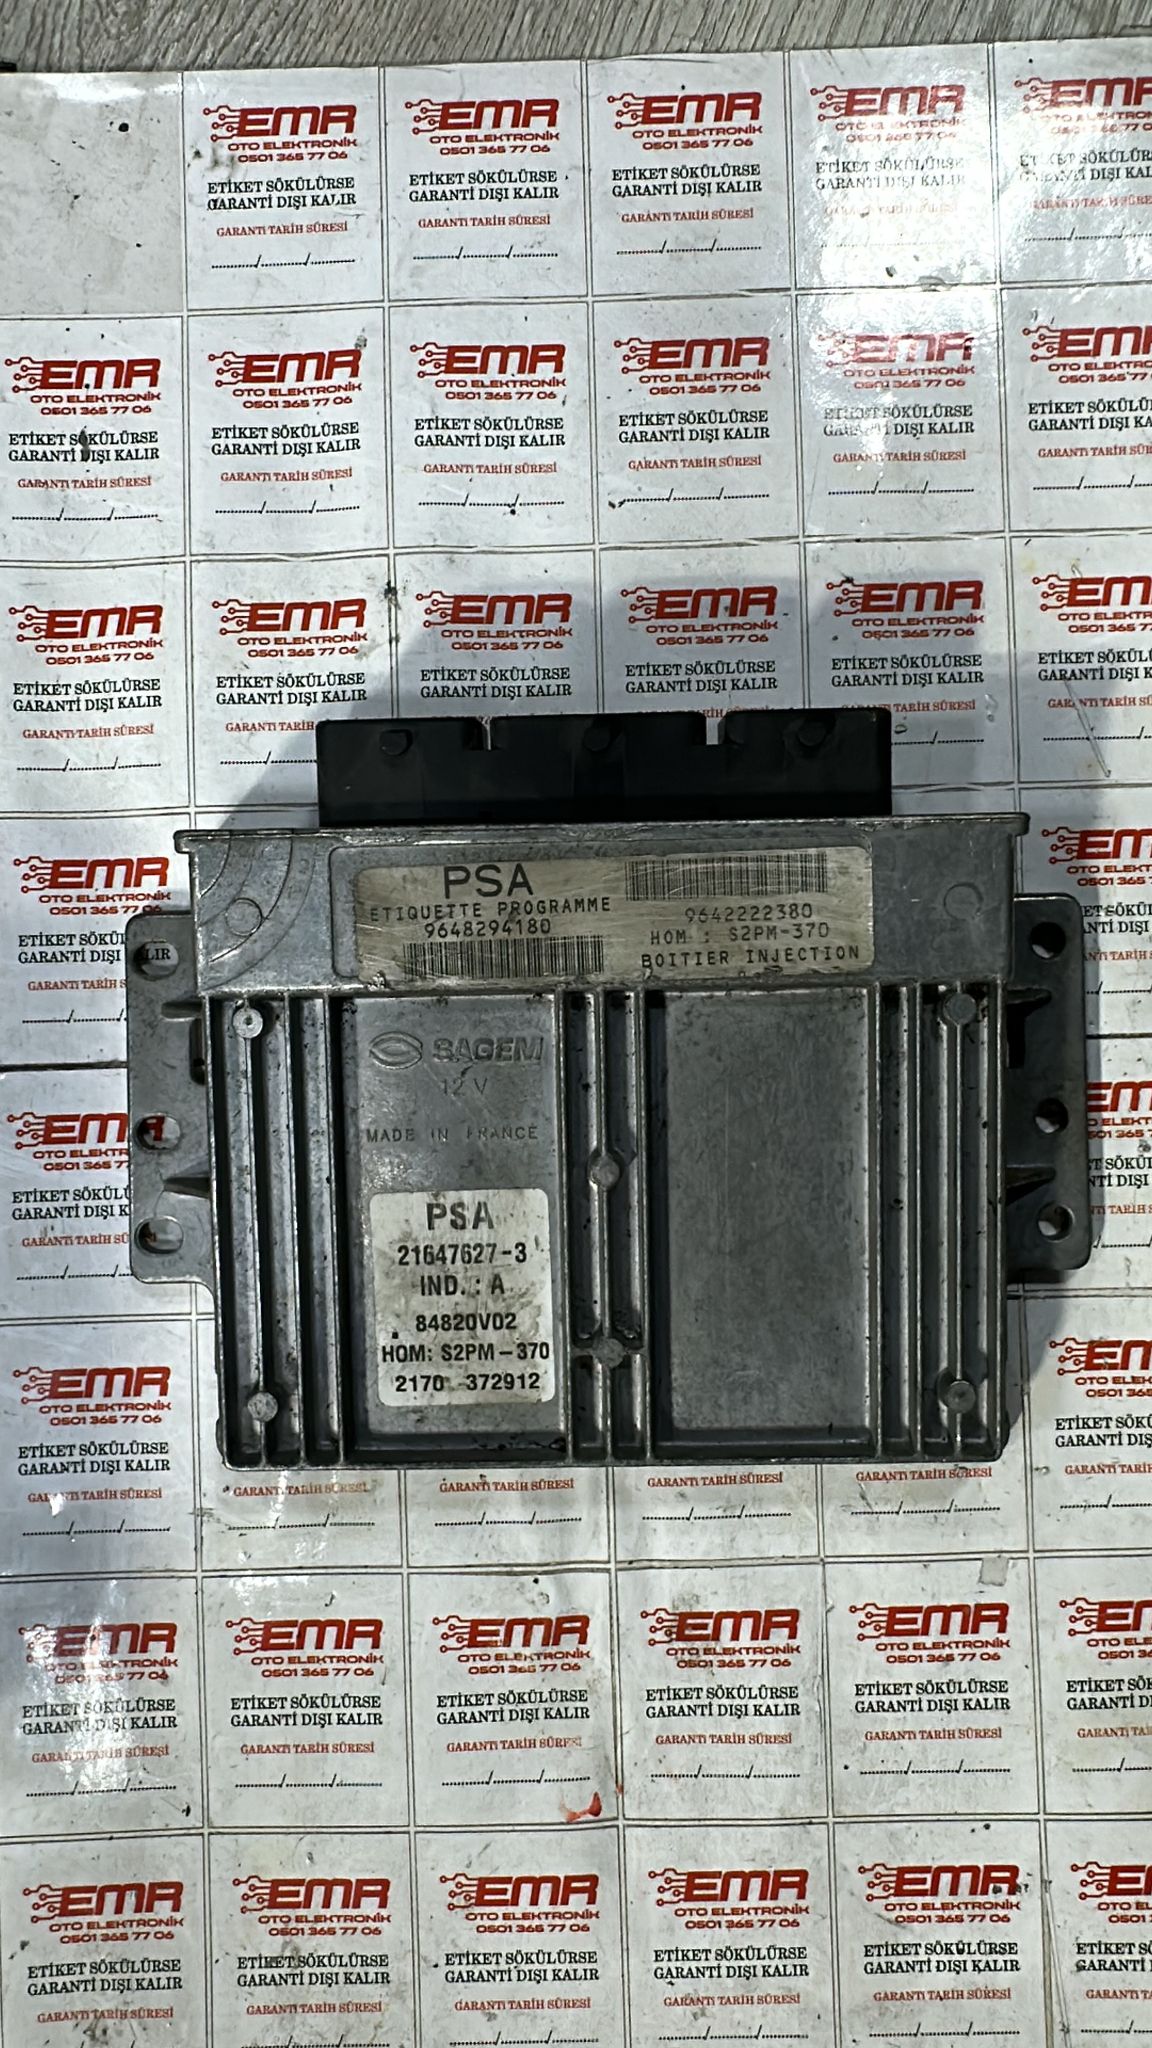 EMR
OTO ELEKTRONİK
0501 365 77 06
ETİKET SÖKÜLÜRSE
GARANTİ DIŞI KALIR
GARANTi TARİH SÜRESİ
............/............/............
PSA
ETIQUETTE PROGRAMME
9648294180
9642222380
HOM : S2PM-370
BOITIER INJECTION
SAGEM
12 V
MADE IN FRANCE
PSA
21647627-3
IND. : A
84820V02
HOM: S2PM-370
2170 372912